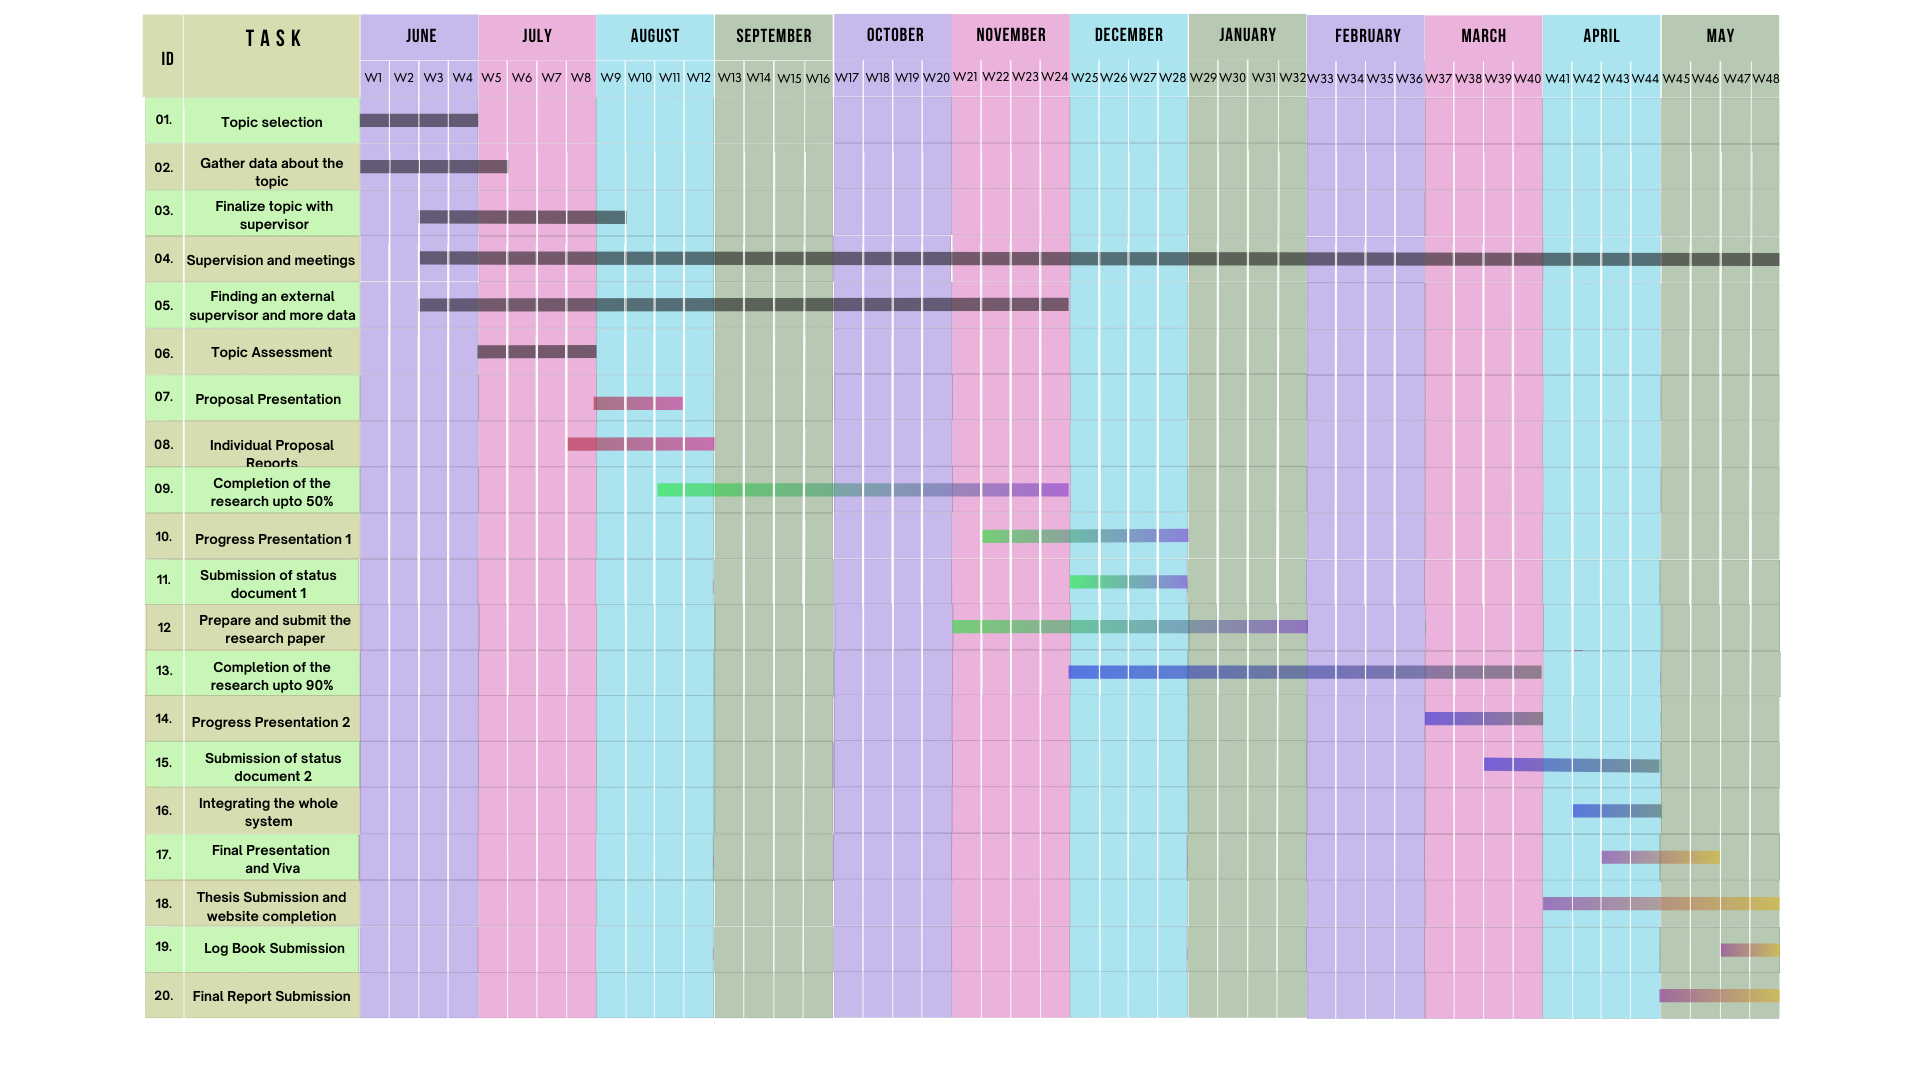 ID
TASK
JUNE JULY AUGUST SEPTEMBER OCTOBER NOVEMBER DECEMBER JANUARY FEBRUARY MARCH APRIL MAY
W1 W2 W3 W4 W5 W6 W7 W8 W9 W10 W11 W12 W13 W14 W15 W16 W17 W18 W19 W20 W21 W22 W23 W24 W25 W26 W27 W28 W29 W30 W31 W32 W33 W34 W35 W36 W37 W38 W39 W40 W41 W42 W43 W44 W45 W46 W47 W48
01. Topic selection
02. Gather data about the
topic
03. Finalize topic with
supervisor
04. Supervision and meetings
05. Finding an external
supervisor and more data
06. Topic Assessment
07. Proposal Presentation
08. Individual Proposal
Reports
09. Completion of the
research upto 50%
10. Progress Presentation 1
11. Submission of status
document 1
12 Prepare and submit the
research paper
13. Completion of the
research upto 90%
14. Progress Presentation 2
15. Submission of status
document 2
16. Integrating the whole
system
17. Final Presentation
and Viva
18. Thesis Submission and
website completion
19. Log Book Submission
20. Final Report Submission